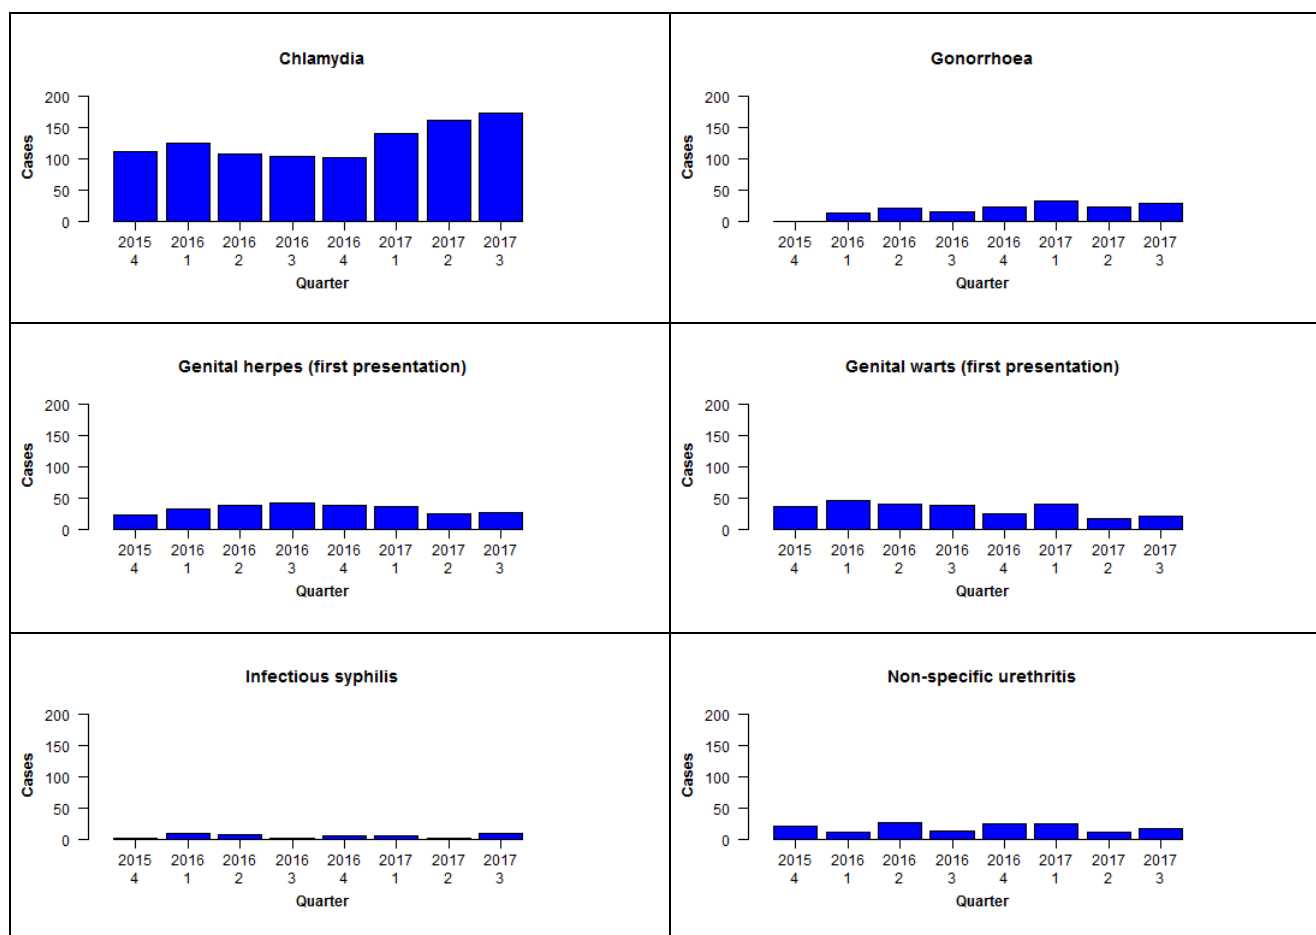 Chlamydia
200
150
100
50
0
Cases
2015 2016 2016 2016 2016 2017 2017 2017
4 1 2 3 4 1 2 3
Quarter
Gonorrhoea
200
150
100
50
0
Cases
2015 2016 2016 2016 2016 2017 2017 2017
4 1 2 3 4 1 2 3
Quarter
Genital herpes (first presentation)
200
150
100
50
0
Cases
2015 2016 2016 2016 2016 2017 2017 2017
4 1 2 3 4 1 2 3
Quarter
Genital warts (first presentation)
200
150
100
50
0
Cases
2015 2016 2016 2016 2016 2017 2017 2017
4 1 2 3 4 1 2 3
Quarter
Infectious syphilis
200
150
100
50
0
Cases
2015 2016 2016 2016 2016 2017 2017 2017
4 1 2 3 4 1 2 3
Quarter
Non-specific urethritis
200
150
100
50
0
Cases
2015 2016 2016 2016 2016 2017 2017 2017
4 1 2 3 4 1 2 3
Quarter